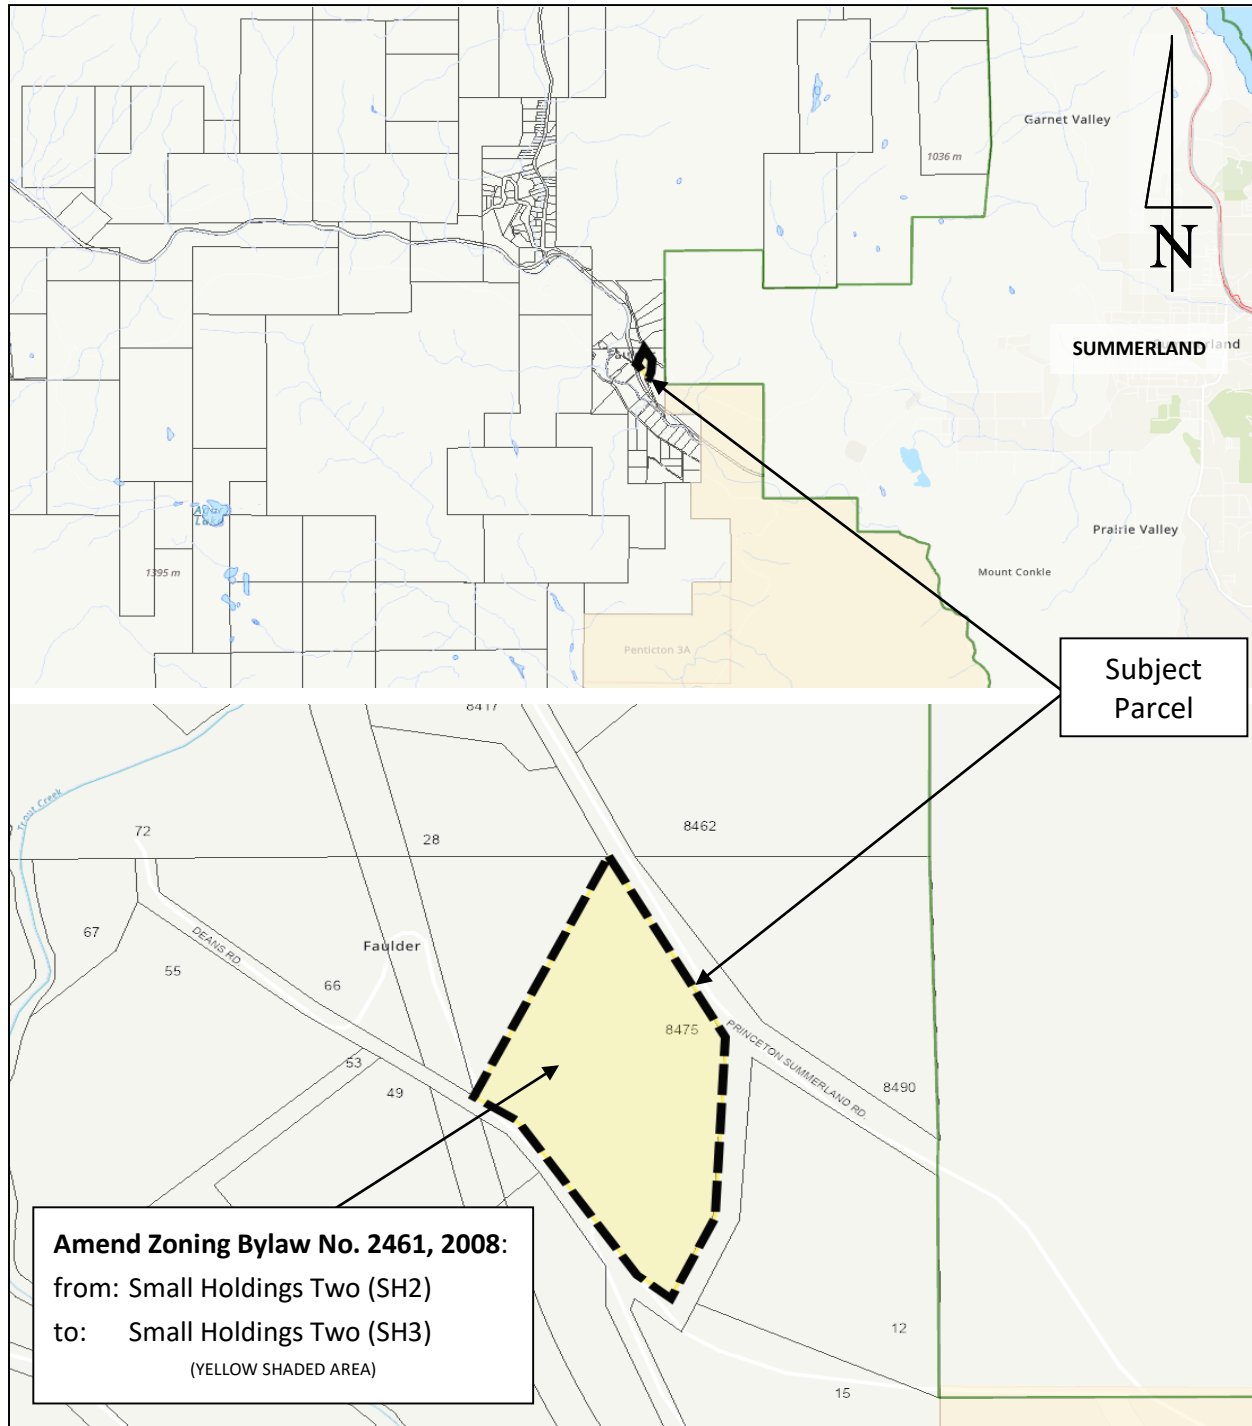 Garnet Valley
1036 m
N
SUMMERLAND
1395 m
Mount Conkle
Prairie Valley
Penticton 3A
Subject
Parcel
8417
Trout Creek
72
28
8462
67
DEANS RD.
Faulder
55
66
8475
PRINCETON SUMMERLAND RD.
53
49
8490
Amend Zoning Bylaw No. 2461, 2008:
from: Small Holdings Two (SH2)
to: Small Holdings Two (SH3)
(YELLOW SHADED AREA)
12
15